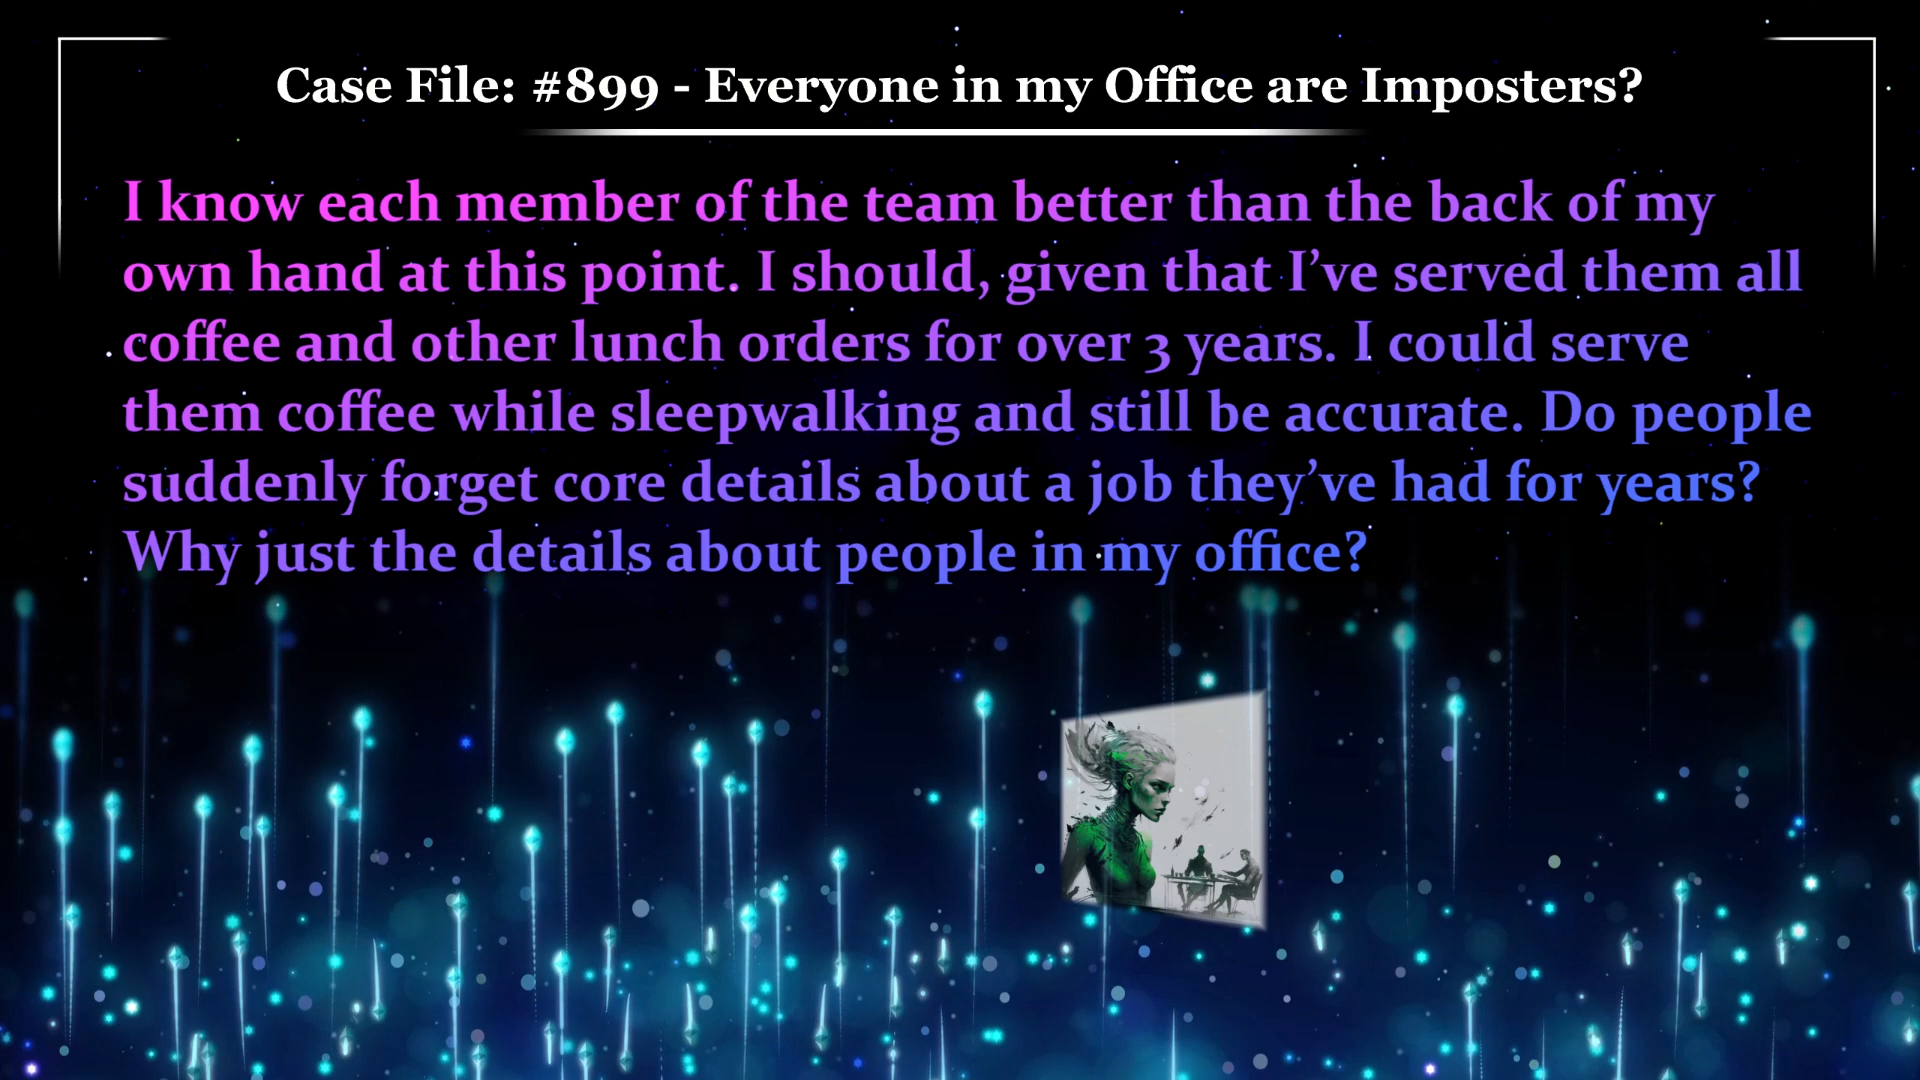 Case File: #899 - Everyone in my Office are Imposters?
I know each member of the team better than the back of my
own hand at this point. I should, given that I’ve served them all
coffee and other lunch orders for over 3 years. I could serve
them coffee while sleepwalking and still be accurate. Do people
suddenly forget core details about a job they’ve had for years?
Why just the details about people in my office?